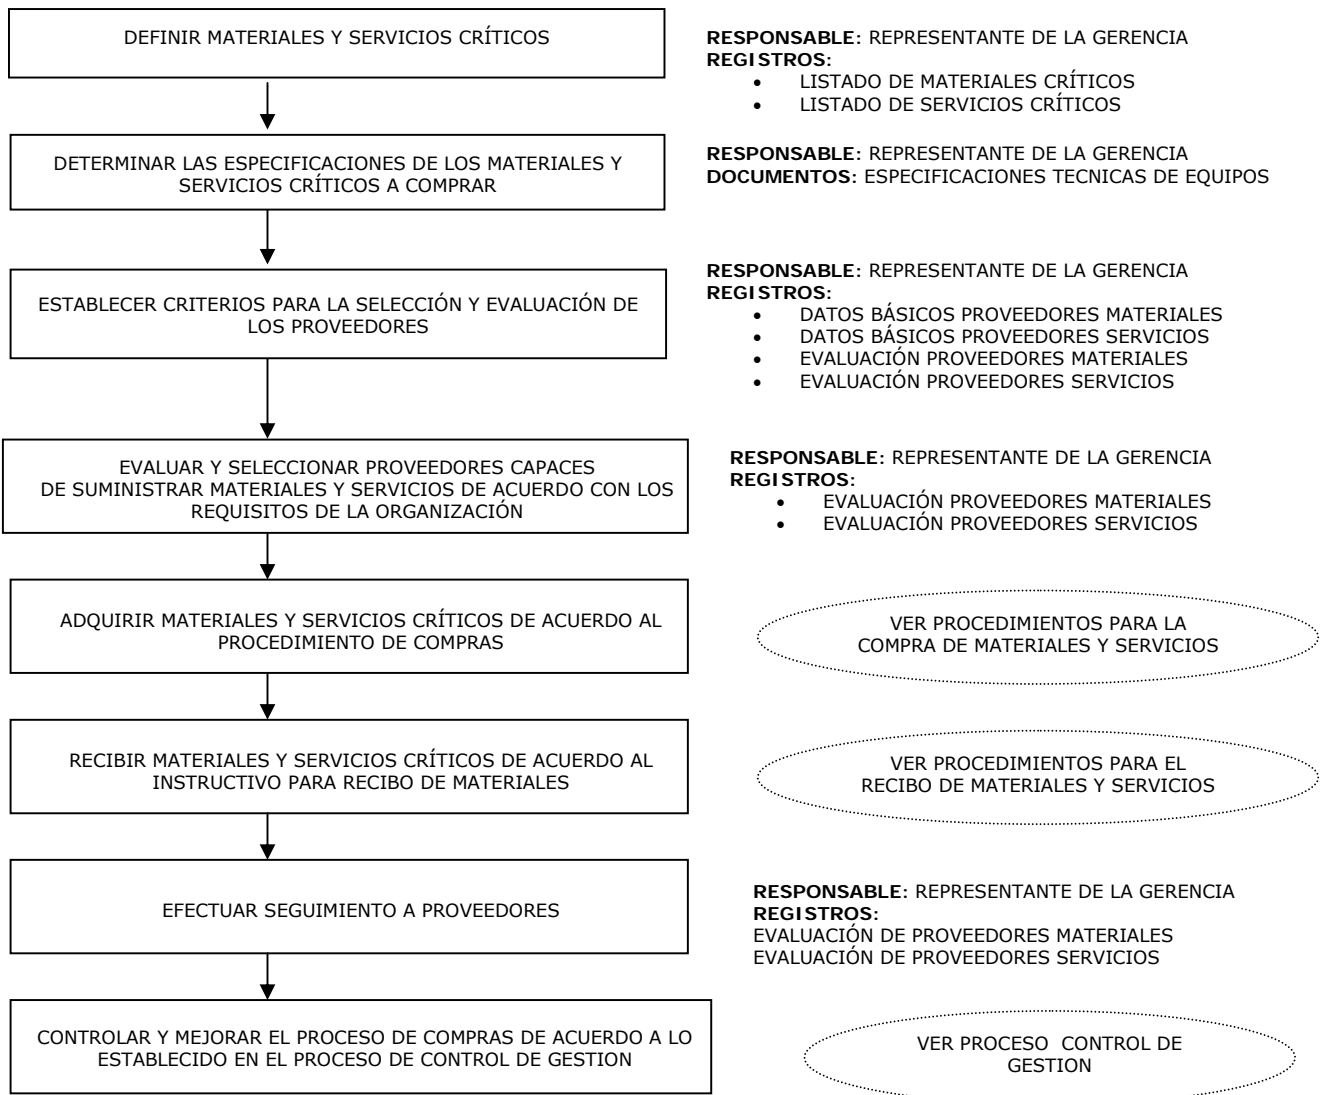 DEFINIR MATERIALES Y SERVICIOS CRÍTICOS
RESPONSABLE: REPRESENTANTE DE LA GERENCIA
REGISTROS:
• LISTADO DE MATERIALES CRÍTICOS
• LISTADO DE SERVICIOS CRÍTICOS
DETERMINAR LAS ESPECIFICACIONES DE LOS MATERIALES Y
SERVICIOS CRÍTICOS A COMPRAR
RESPONSABLE: REPRESENTANTE DE LA GERENCIA
DOCUMENTOS: ESPECIFICACIONES TECNICAS DE EQUIPOS
ESTABLECER CRITERIOS PARA LA SELECCIÓN Y EVALUACIÓN DE
LOS PROVEEDORES
RESPONSABLE: REPRESENTANTE DE LA GERENCIA
REGISTROS:
• DATOS BÁSICOS PROVEEDORES MATERIALES
• DATOS BÁSICOS PROVEEDORES SERVICIOS
• EVALUACIÓN PROVEEDORES MATERIALES
• EVALUACIÓN PROVEEDORES SERVICIOS
EVALUAR Y SELECCIONAR PROVEEDORES CAPACES
DE SUMINISTRAR MATERIALES Y SERVICIOS DE ACUERDO CON LOS
REQUISITOS DE LA ORGANIZACIÓN
RESPONSABLE: REPRESENTANTE DE LA GERENCIA
REGISTROS:
• EVALUACIÓN PROVEEDORES MATERIALES
• EVALUACIÓN PROVEEDORES SERVICIOS
ADQUIRIR MATERIALES Y SERVICIOS CRÍTICOS DE ACUERDO AL
PROCEDIMIENTO DE COMPRAS
VER PROCEDIMIENTOS PARA LA
COMPRA DE MATERIALES Y SERVICIOS
RECIBIR MATERIALES Y SERVICIOS CRÍTICOS DE ACUERDO AL
INSTRUCTIVO PARA RECIBO DE MATERIALES
VER PROCEDIMIENTOS PARA EL
RECIBO DE MATERIALES Y SERVICIOS
EFECTUAR SEGUIMIENTO A PROVEEDORES
RESPONSABLE: REPRESENTANTE DE LA GERENCIA
REGISTROS:
EVALUACIÓN DE PROVEEDORES MATERIALES
EVALUACIÓN DE PROVEEDORES SERVICIOS
CONTROLAR Y MEJORAR EL PROCESO DE COMPRAS DE ACUERDO A LO
ESTABLECIDO EN EL PROCESO DE CONTROL DE GESTION
VER PROCESO CONTROL DE
GESTION